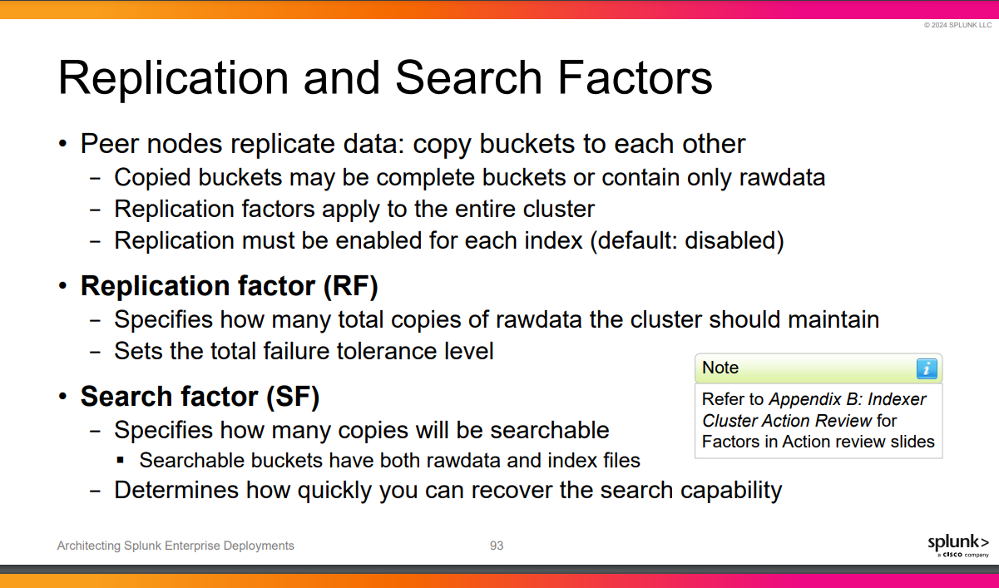 © 2024 SPLUNK LLC
Replication and Search Factors
• Peer nodes replicate data: copy buckets to each other
– Copied buckets may be complete buckets or contain only rawdata
– Replication factors apply to the entire cluster
– Replication must be enabled for each index (default: disabled)
• Replication factor (RF)
– Specifies how many total copies of rawdata the cluster should maintain
– Sets the total failure tolerance level
• Search factor (SF)
– Specifies how many copies will be searchable
▪ Searchable buckets have both rawdata and index files
– Determines how quickly you can recover the search capability
Note
i
Refer to Appendix B: Indexer
Cluster Action Review for
Factors in Action review slides
Architecting Splunk Enterprise Deployments
93
splunk>
a CISCO company